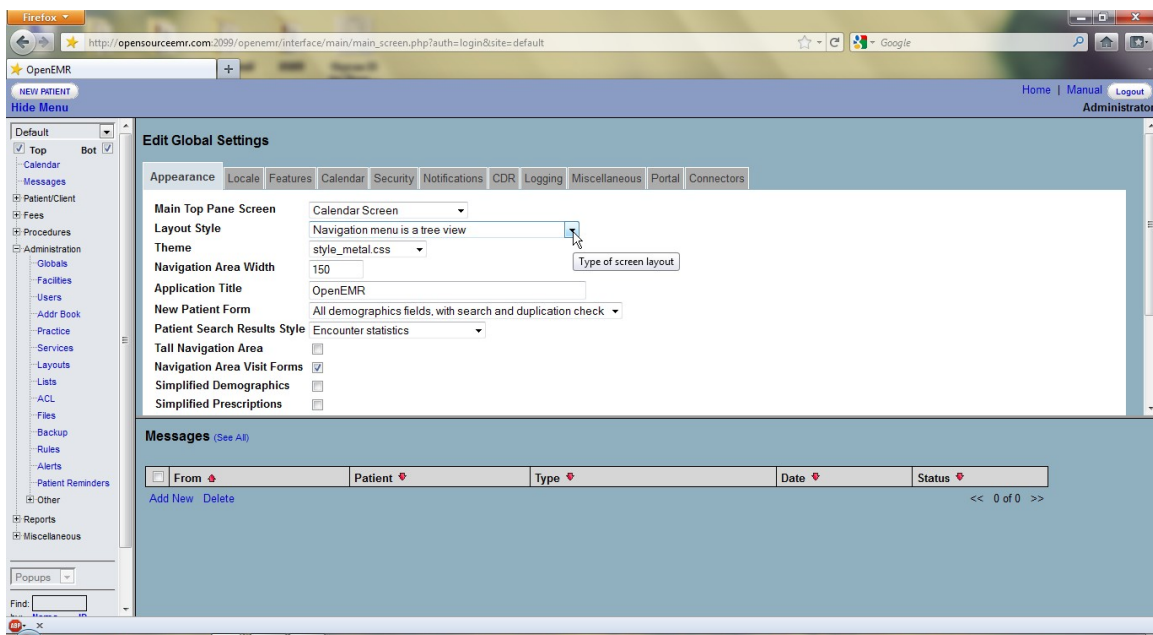 Firefox
http://opensourceemr.com:2099/openemr/interface/main/main_screen.php?auth=login&site=default
Google
OpenEMR
NEW PATIENT
Home | Manual Logout
Hide Menu
Administrator
Default
Top Bot
Calendar
Messages
Patient/Client
Fees
Procedures
Administration
Globals
Facilities
Users
Addr Book
Practice
Services
Layouts
Lists
ACL
Files
Backup
Rules
Alerts
Patient Reminders
Other
Reports
Miscellaneous
Popups
Find:
by: Name ID
Edit Global Settings
Appearance Locale Features Calendar Security Notifications CDR Logging Miscellaneous Portal Connectors
Main Top Pane Screen Calendar Screen
Layout Style Navigation menu is a tree view
Theme style_metal.css
Type of screen layout
Navigation Area Width 150
Application Title OpenEMR
New Patient Form All demographics fields, with search and duplication check
Patient Search Results Style Encounter statistics
Tall Navigation Area
Navigation Area Visit Forms
Simplified Demographics
Simplified Prescriptions
Messages (See All)
From Patient Type Date Status
Add New Delete << 0 of 0 >>
ABP